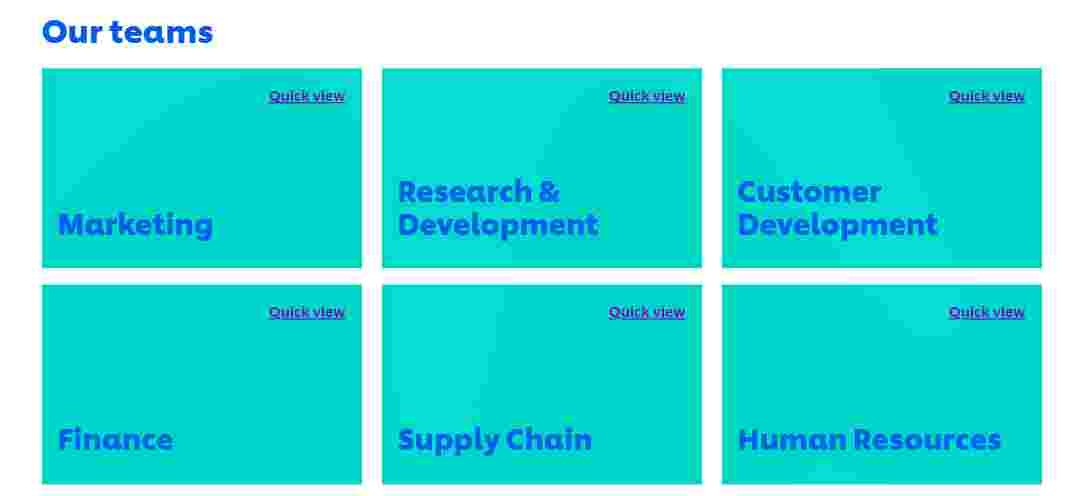 Our teams
Quick view
Marketing
Quick view
Research &
Development
Quick view
Customer
Development
Quick view
Finance
Quick view
Supply Chain
Quick view
Human Resources